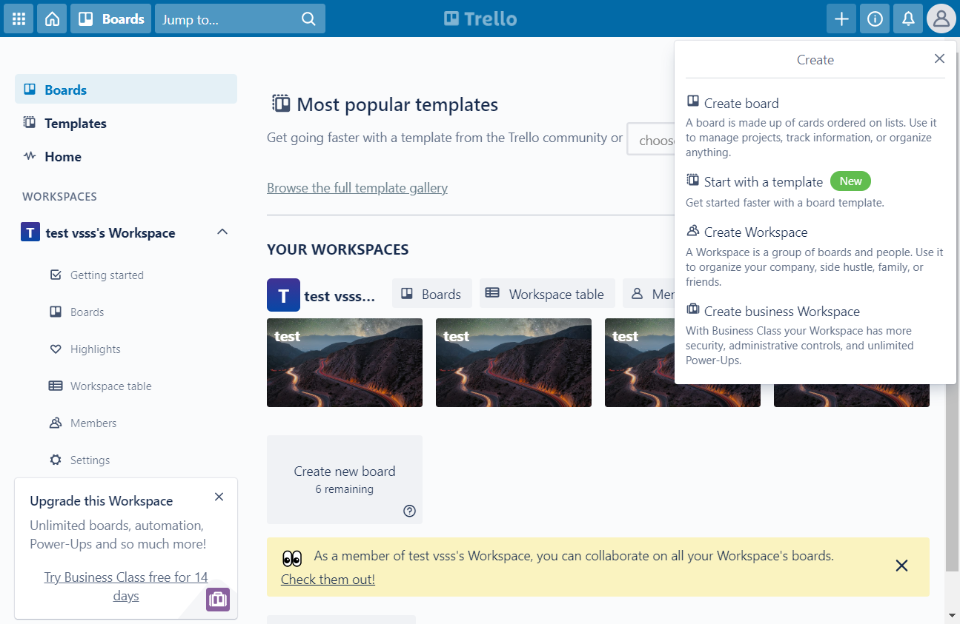 Boards
Jump to...
Trello
Create
Create board
A board is made up of cards ordered on lists. Use it
to manage projects, track information, or organize
anything.
Start with a template New
Get started faster with a board template.
Create Workspace
A Workspace is a group of boards and people. Use it
to organize your company, side hustle, family, or
friends.
Create business Workspace
With Business Class your Workspace has more
security, administrative controls, and unlimited
Power-Ups.
Boards
Templates
Home
WORKSPACES
T test vsss's Workspace
Getting started
Boards
Highlights
Workspace table
Members
Settings
Upgrade this Workspace
Unlimited boards, automation,
Power-Ups and so much more!
Try Business Class free for 14
days
Most popular templates
Get going faster with a template from the Trello community or
Browse the full template gallery
YOUR WORKSPACES
T test vsss... Boards Workspace table
test test test
Create new board
6 remaining
As a member of test vsss's Workspace, you can collaborate on all your Workspace's boards.
Check them out!